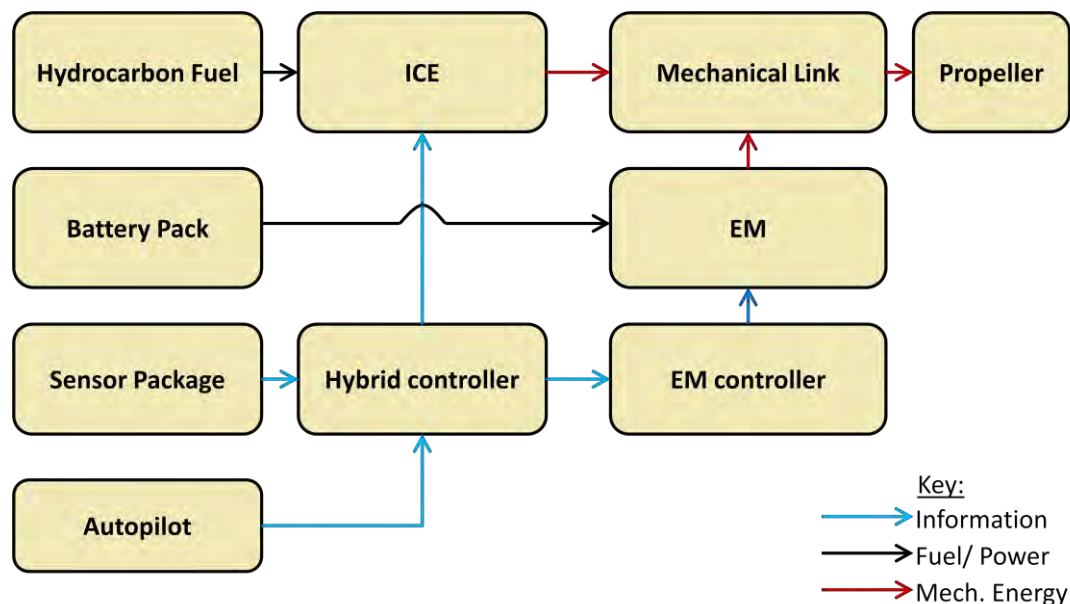 Hydrocarbon Fuel
ICE
Mechanical Link
Propeller
Battery Pack
EM
Sensor Package
Hybrid controller
EM controller
Autopilot
Key:
Information
Fuel/ Power
Mech. Energy